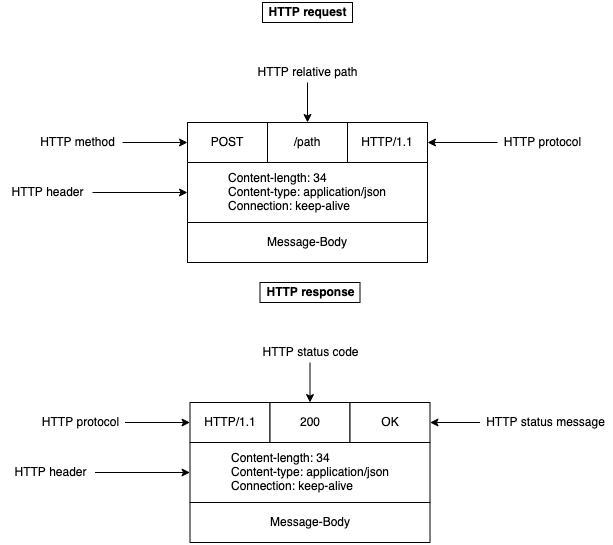 HTTP request
HTTP relative path
HTTP method POST /path HTTP/1.1 HTTP protocol
HTTP header
Content-length: 34
Content-type: application/json
Connection: keep-alive
Message-Body
HTTP response
HTTP status code
HTTP protocol HTTP/1.1 200 OK HTTP status message
HTTP header
Content-length: 34
Content-type: application/json
Connection: keep-alive
Message-Body